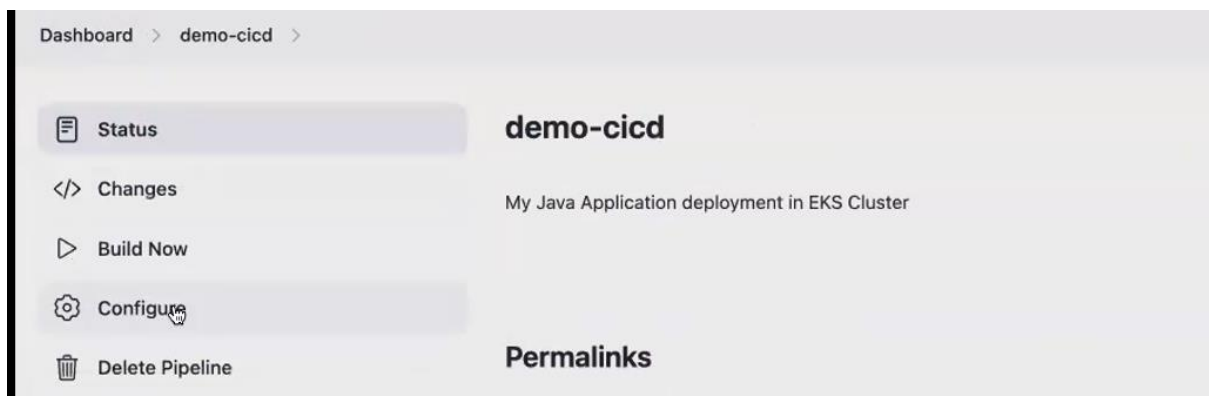 Dashboard > demo-cicd >
Status
Changes
Build Now
Configure
Delete Pipeline
demo-cicd
My Java Application deployment in EKS Cluster
Permalinks